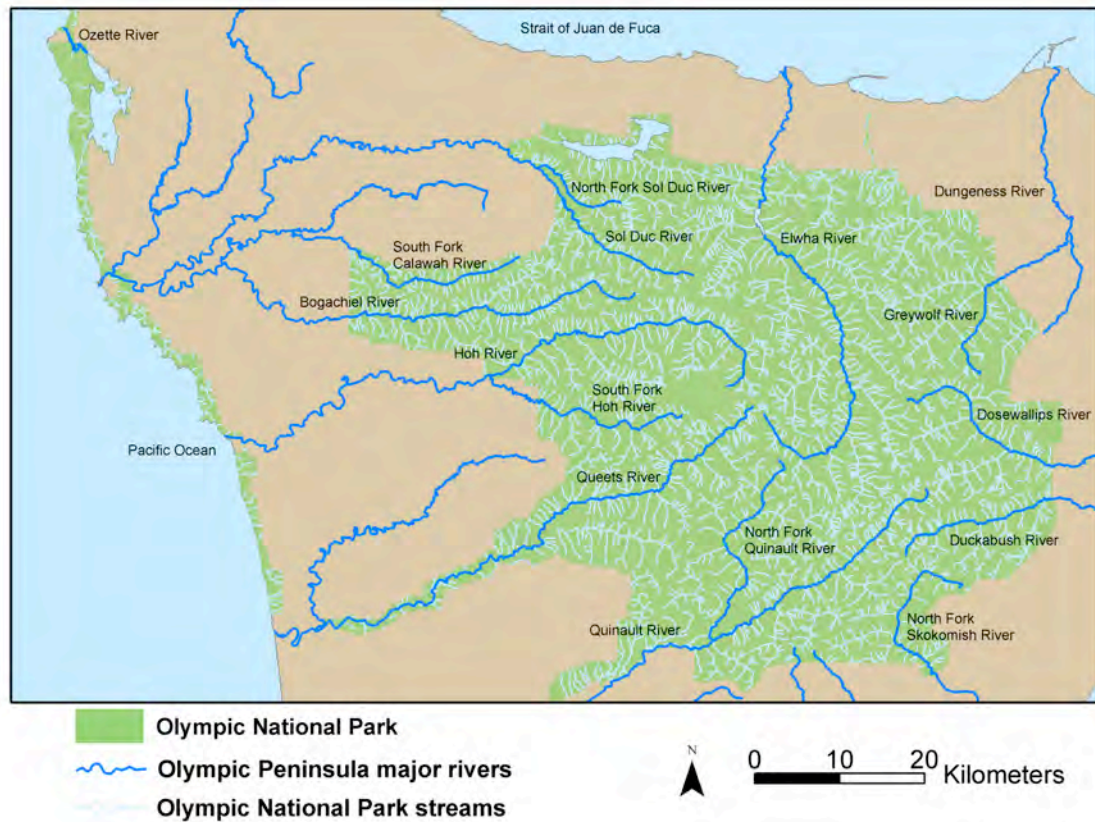 Ozette River
Strait of Juan de Fuca
North Fork Sol Duc River
Dungeness River
Sol Duc River
Elwha River
South Fork
Calawah River
Bogachiel River
Greywolf River
Hoh River
South Fork
Hoh River
Dosewallips River
Pacific Ocean
Queets River
North Fork
Quinault River
Duckabush River
Quinault River
North Fork
Skokomish River
Olympic National Park
Olympic Peninsula major rivers
Olympic National Park streams
N
0 10 20
Kilometers